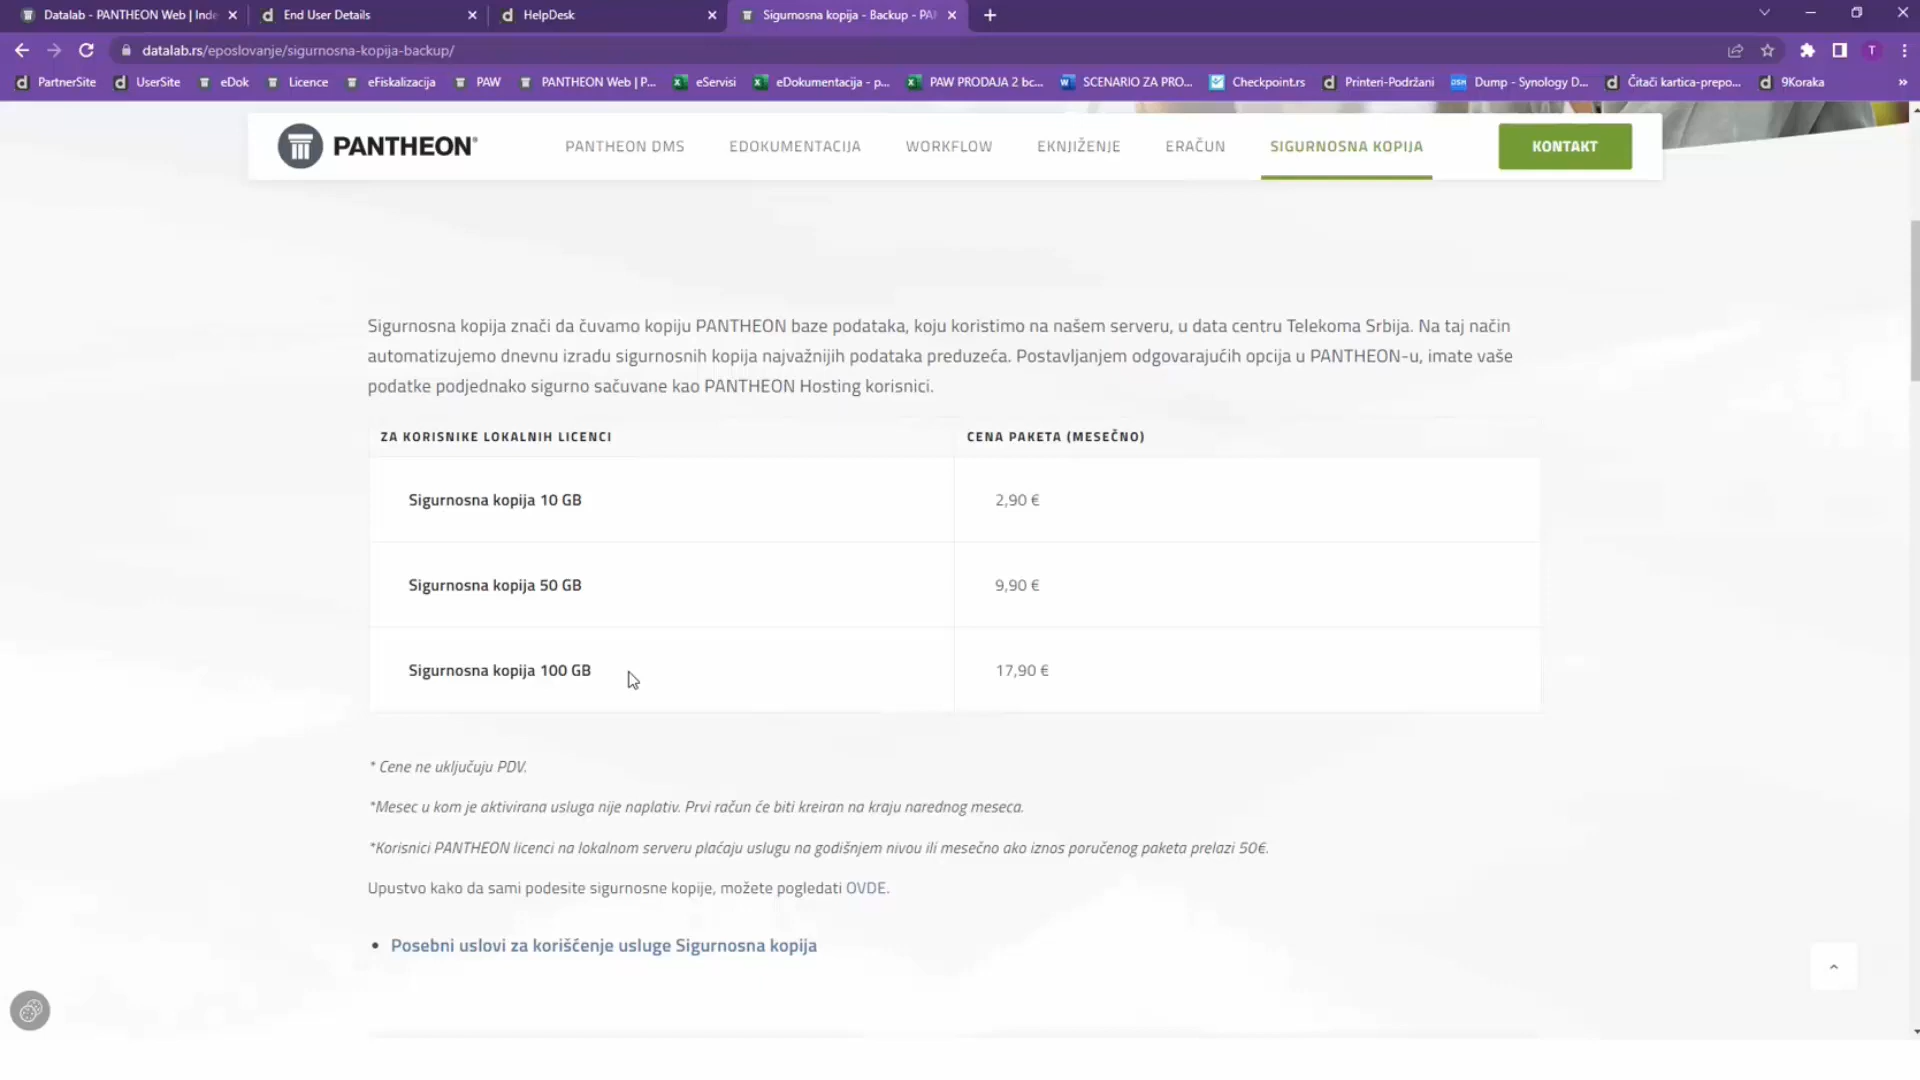 Datalab - PANTHEON Web | Inde
End User Details
HelpDesk
Sigurnosna kopija - Backup - PAN
datalab.rs/eposlovanje/sigurnosna-kopija-backup/
T
PartnerSite
UserSite
eDok
Licence
eFiskalizacija
PAW
PANTHEON Web | P...
eServisi
eDokumentacija - p...
PAW PRODAJA 2 bc...
SCENARIO ZA PRO...
Checkpoint.rs
Printeri-Podržani
Dump - Synology D...
Čitači kartica-prepo...
9Koraka
PANTHEON®
PANTHEON DMS
EDOKUMENTACIJA
WORKFLOW
EKNJIŽENJE
ERAČUN
SIGURNOSNA KOPIJA
KONTAKT
Sigurnosna kopija znači da čuvamo kopiju PANTHEON baze podataka, koju koristimo na našem serveru, u data centru Telekoma Srbija. Na taj način
automatizujemo dnevnu izradu sigurnosnih kopija najvažnijih podataka preduzeća. Postavljanjem odgovarajućih opcija u PANTHEON-u, imate vaše
podatke podjednako sigurno sačuvane kao PANTHEON Hosting korisnici.
ZA KORISNIKE LOKALNIH LICENCI
CENA PAKETA (MESEČNO)
Sigurnosna kopija 10 GB
2,90 €
Sigurnosna kopija 50 GB
9,90 €
Sigurnosna kopija 100 GB
17,90 €
* Cene ne uključuju PDV.
*Mesec u kom je aktivirana usluga nije naplativ. Prvi račun će biti kreiran na kraju narednog meseca.
*Korisnici PANTHEON licenci na lokalnom serveru plaćaju uslugu na godišnjem nivou ili mesečno ako iznos poručenog paketa prelazi 50€.
Upustvo kako da sami podesite sigurnosne kopije, možete pogledati OVDE.
• Posebni uslovi za korišćenje usluge Sigurnosna kopija